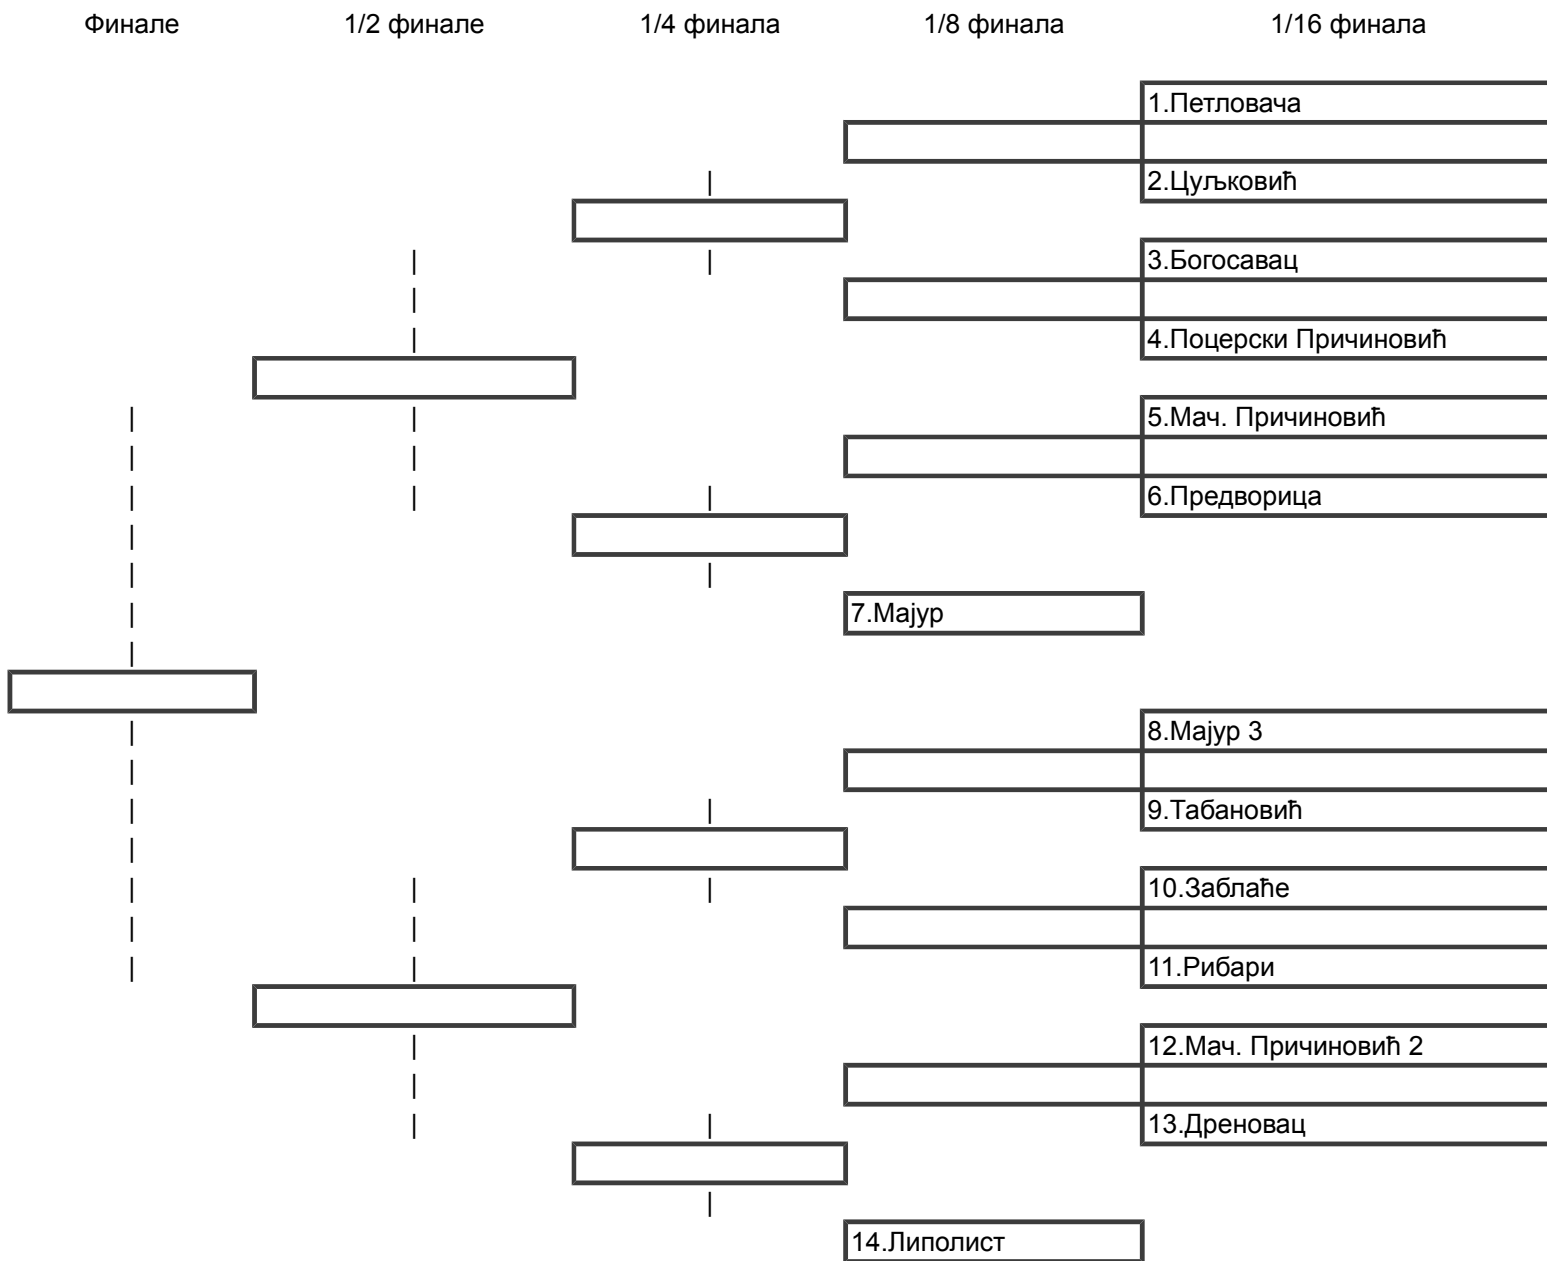 Финале 1/2 финале 1/4 финала 1/8 финала 1/16 финала
1.Петловача
2.Цуљковић
3.Богосавац
4.Поцерски Причиновић
5.Мач. Причиновић
6.Предворица
7.Мајур
8.Мајур 3
9.Табановић
10.Заблаће
11.Рибари
12.Мач. Причиновић 2
13.Дреновац
14.Липолист